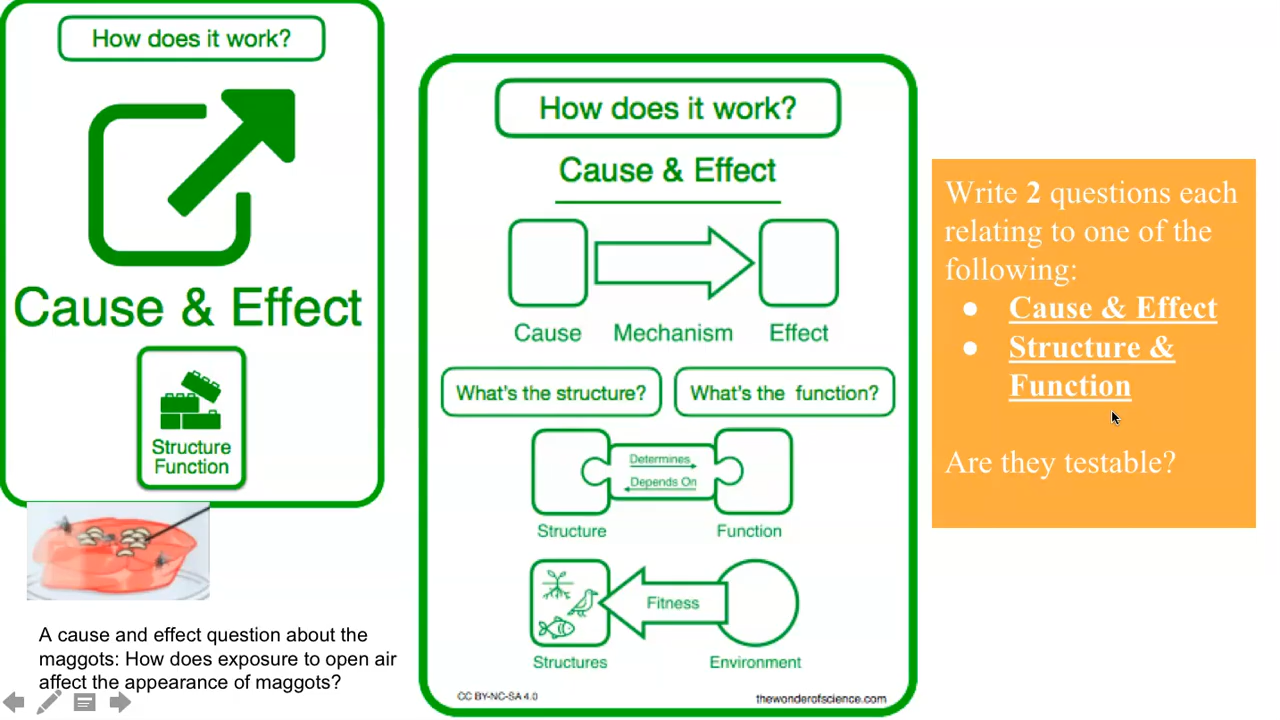 How does it work?
Cause & Effect
Structure
Function
A cause and effect question about the
maggots: How does exposure to open air
affect the appearance of maggots?
How does it work?
Cause & Effect
Cause Mechanism Effect
What's the structure? What's the function?
Determines
Depends On
Structure Function
Fitness
Structures Environment
CC BY-NC-SA 4.0 thewonderofscience.com
Write 2 questions each
relating to one of the
following:
● Cause & Effect
● Structure &
Function
Are they testable?